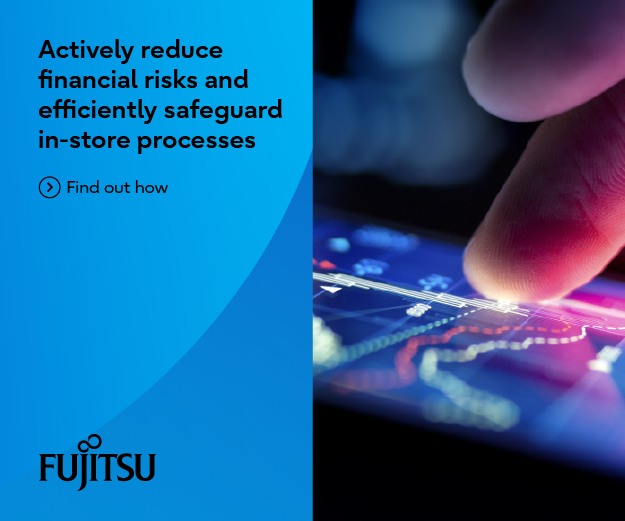 Actively reduce
financial risks and
efficiently safeguard
in-store processes
Find out how
FUJITSU